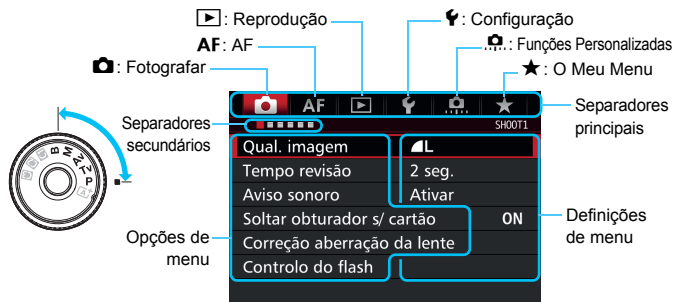 ▶: Reprodução
AF: AF
: Fotografar
: Configuração
: Funções Personalizadas
★: O Meu Menu
AF
Separadores principais
Separadores secundários
SHOOT1
Qual. imagem L
Tempo revisão 2 seg.
Aviso sonoro Ativar
Soltar obturador s/ cartão ON
Correção aberração da lente
Controlo do flash
Opções de menu
Definições de menu
B
M
Av
Tv
P
A+